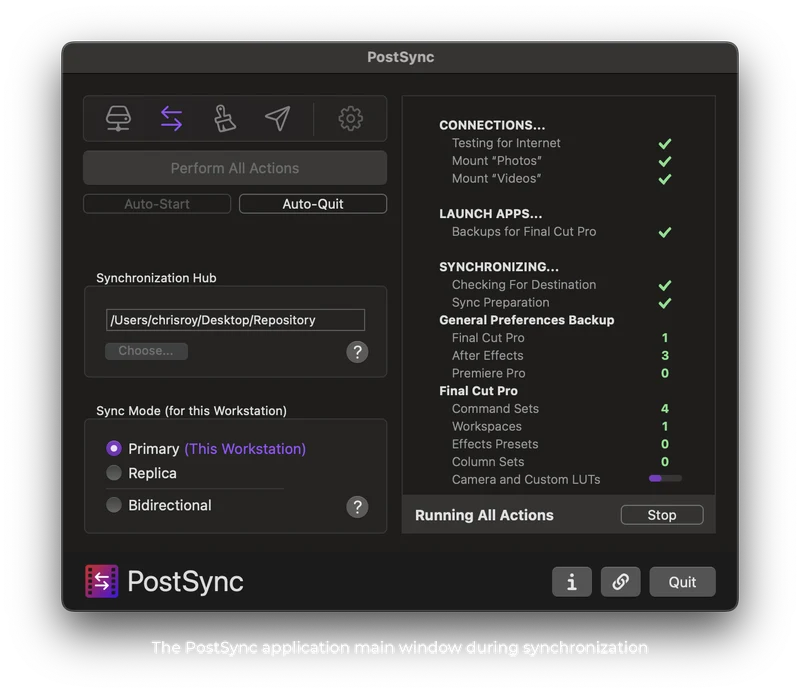 PostSync
Perform All Actions
Auto-Start
Auto-Quit
Synchronization Hub
/Users/chrisroy/Desktop/Repository
Choose...
?
Sync Mode (for this Workstation)
Primary (This Workstation)
Replica
Bidirectional
?
CONNECTIONS...
Testing for Internet
Mount “Photos”
Mount “Videos”
LAUNCH APPS...
Backups for Final Cut Pro
SYNCHRONIZING...
Checking For Destination
Sync Preparation
General Preferences Backup
Final Cut Pro 1
After Effects 3
Premiere Pro 0
Final Cut Pro
Command Sets 4
Workspaces 1
Effects Presets 0
Column Sets 0
Camera and Custom LUTs
Running All Actions
Stop
PostSync
i
Quit
The PostSync application main window during synchronization